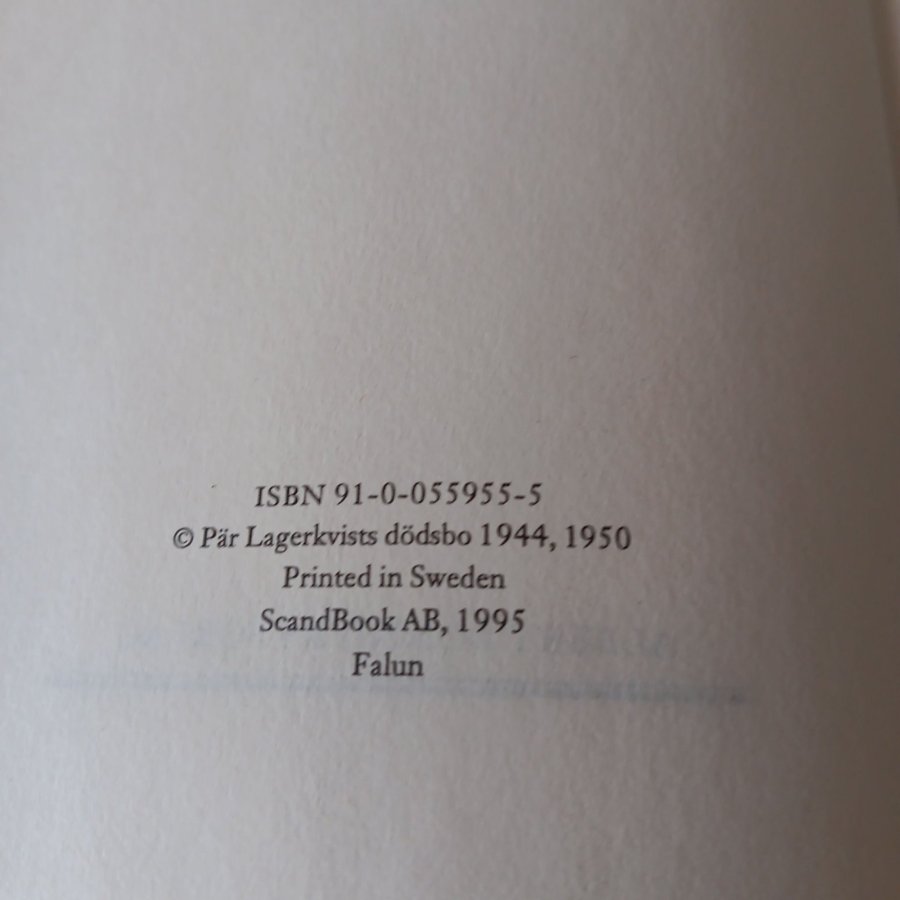 ISBN 91-0-055955-5
© Pär Lagerkvists dödsbo 1944, 1950
Printed in Sweden
ScandBook AB, 1995
Falun